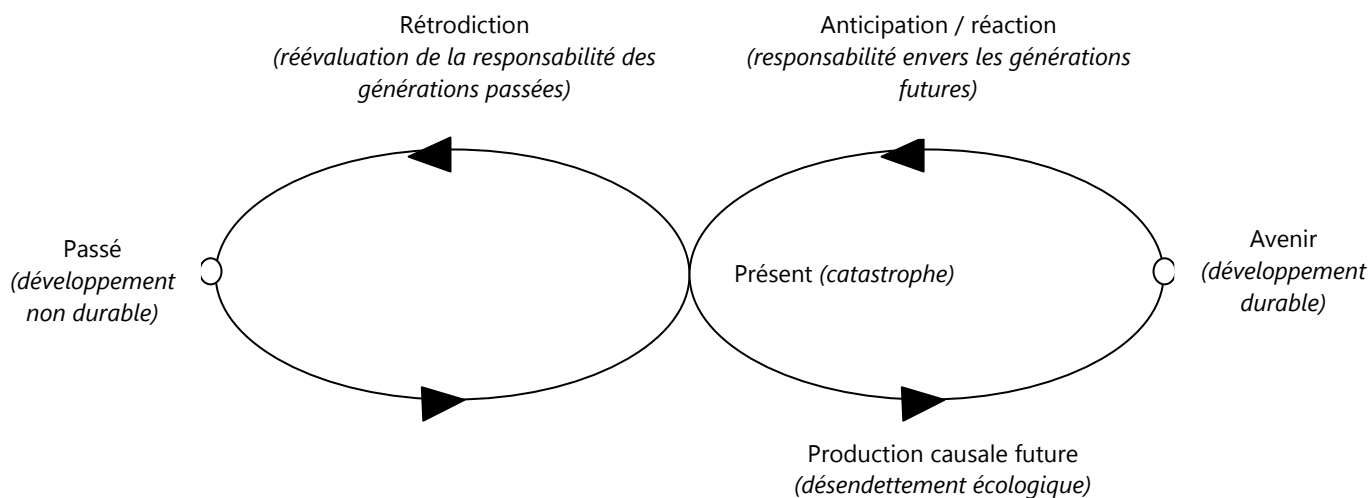 Rétrodiction
(réévaluation de la responsabilité des
générations passées)
Anticipation / réaction
(responsabilité envers les générations
futures)
Passé
(développement
non durable)
Présent (catastrophe)
Avenir
(développement
durable)
Production causale future
(désendettement écologique)